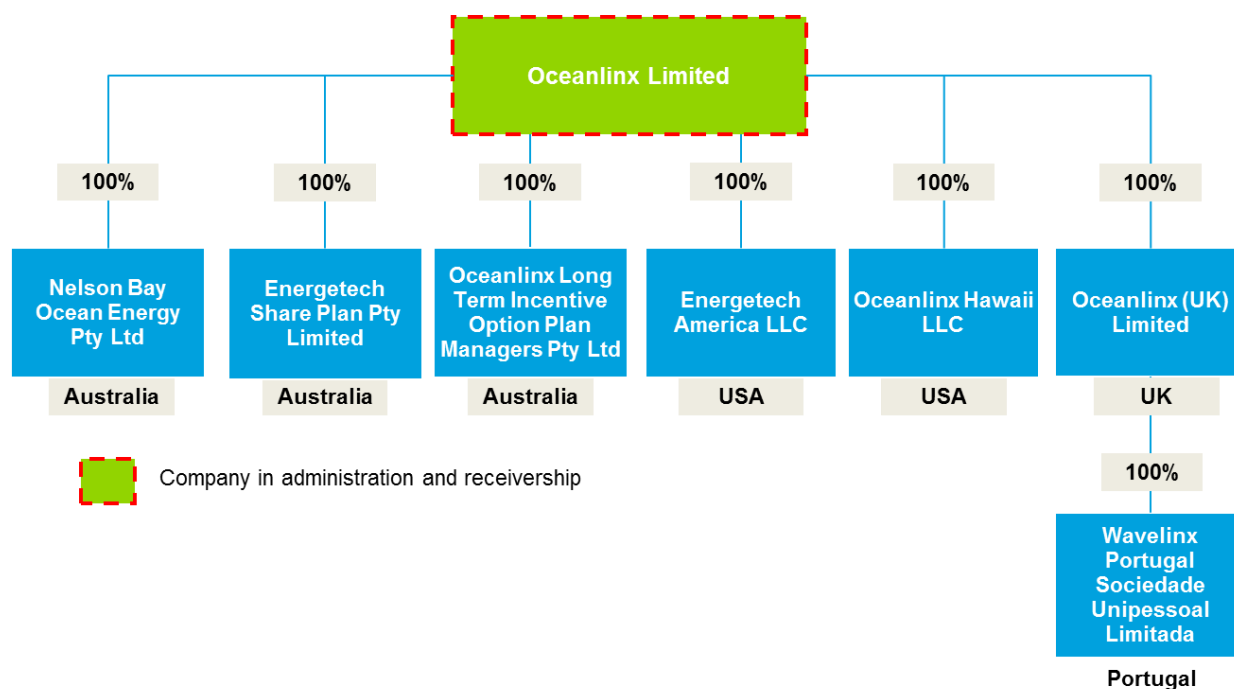 Oceanlinx Limited
100%
100%
100%
100%
100%
100%
Nelson Bay
Ocean Energy
Pty Ltd
Energetech
Share Plan Pty
Limited
Oceanlinx Long
Term Incentive
Option Plan
Managers Pty Ltd
Energetech
America LLC
Oceanlinx Hawaii
LLC
Oceanlinx (UK)
Limited
Australia
Australia
Australia
USA
USA
UK
Company in administration and receivership
100%
Wavelinx
Portugal
Sociedade
Unipessoal
Limitada
Portugal